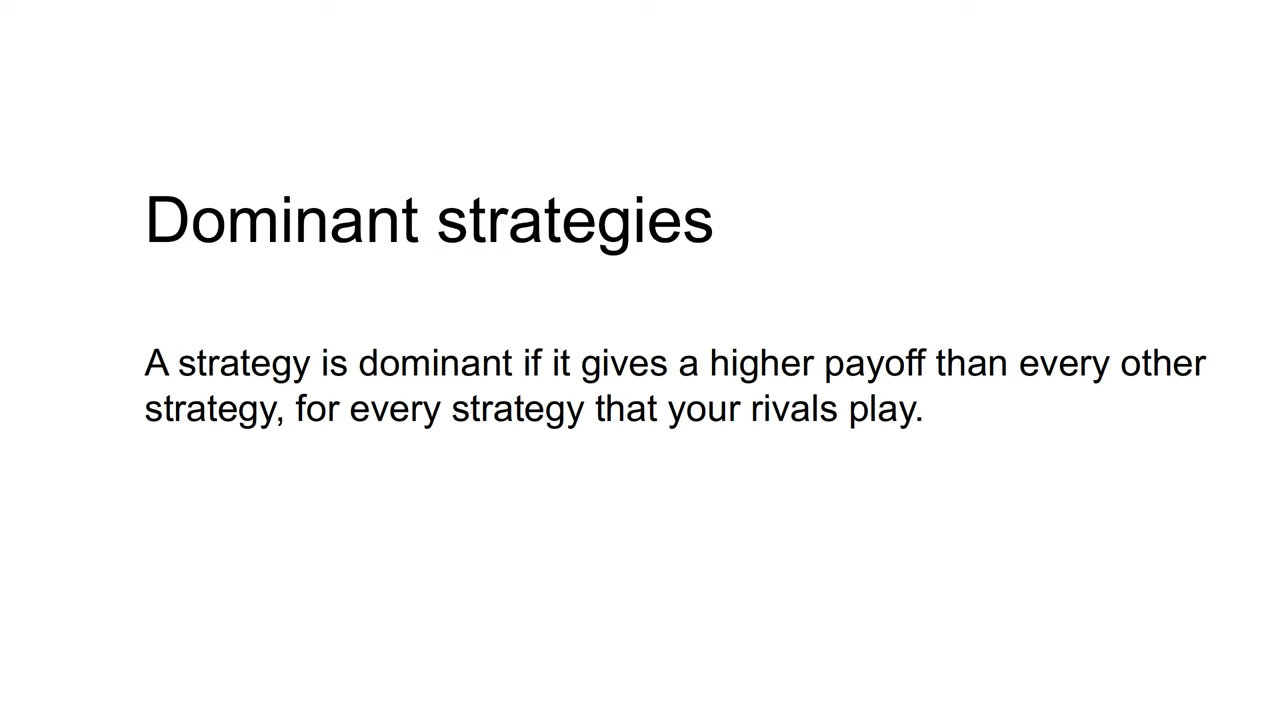 Dominant strategies
A strategy is dominant if it gives a higher payoff than every other
strategy, for every strategy that your rivals play.